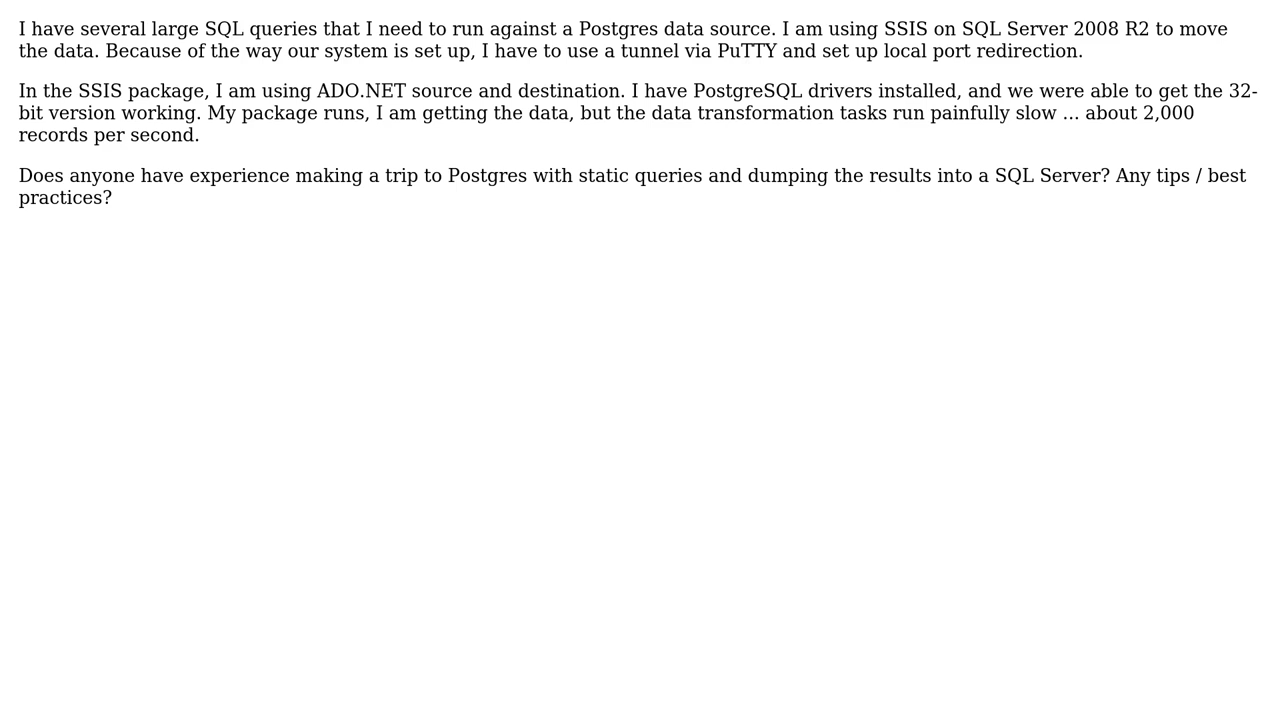 I have several large SQL queries that I need to run against a Postgres data source. I am using SSIS on SQL Server 2008 R2 to move
the data. Because of the way our system is set up, I have to use a tunnel via PuTTY and set up local port redirection.
In the SSIS package, I am using ADO.NET source and destination. I have PostgreSQL drivers installed, and we were able to get the 32-
bit version working. My package runs, I am getting the data, but the data transformation tasks run painfully slow ... about 2,000
records per second.
Does anyone have experience making a trip to Postgres with static queries and dumping the results into a SQL Server? Any tips / best
practices?